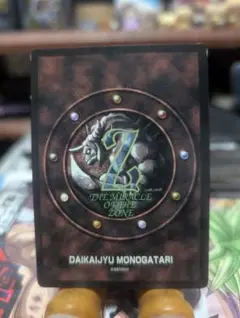 Z
THE MIRACLE
OF THE
ZONE
DAIKAIJYU MONOGATARI